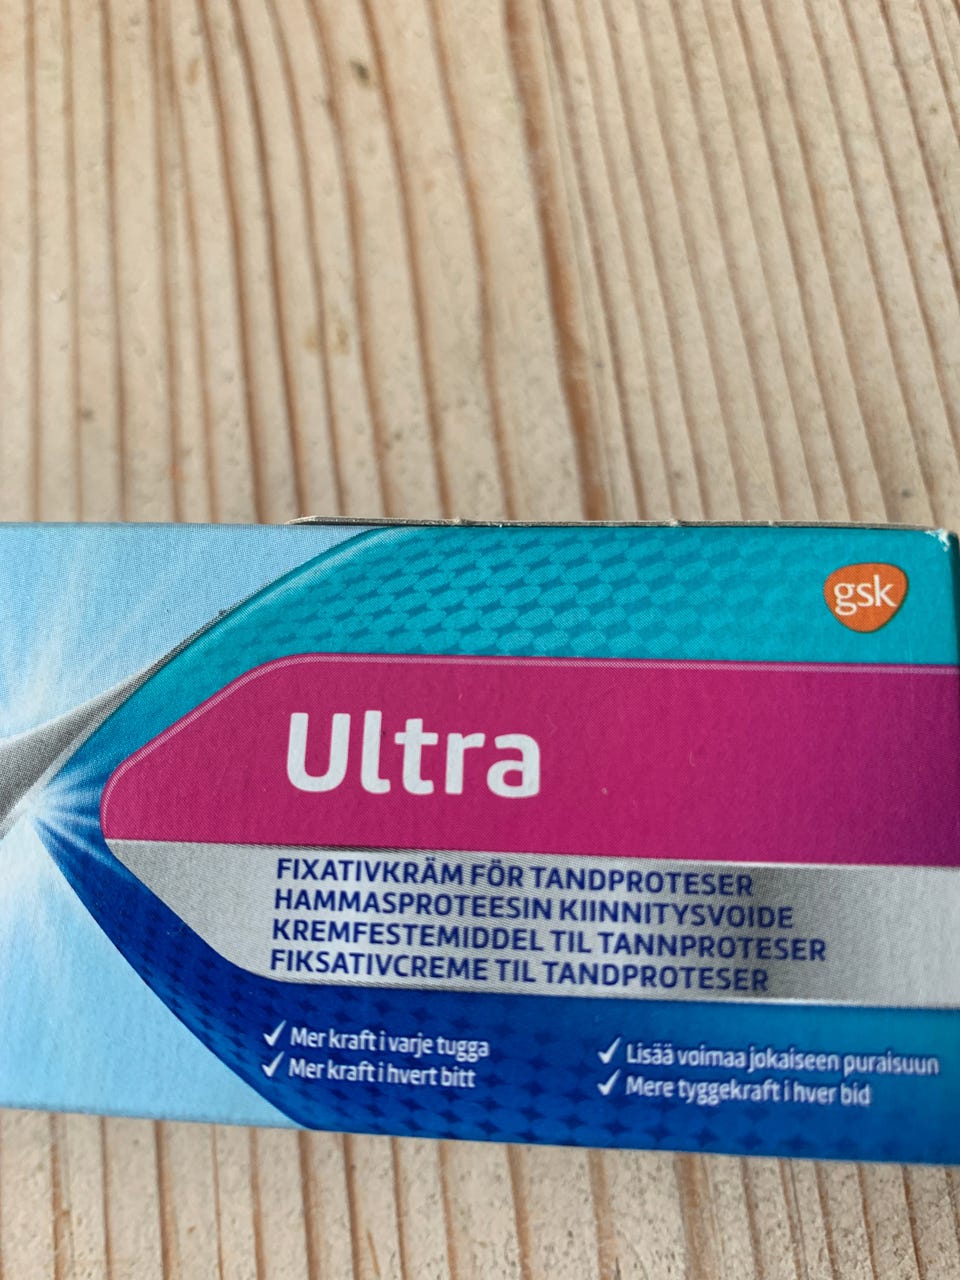 gsk
Ultra
FIXATIVKRÄM FÖR TANDPROTESER
HAMMASPROTEESIN KIINNITYSVOIDE
KREMFESTEMIDDEL TIL TANNPROTESER
FIKSATIVCREME TIL TANDPROTESER
✓ Mer kraft i varje tugga
✓ Mer kraft i hvert bitt
✓ Lisää voimaa jokaiseen puraisuun
✓ Mere tyggekraft i hver bid